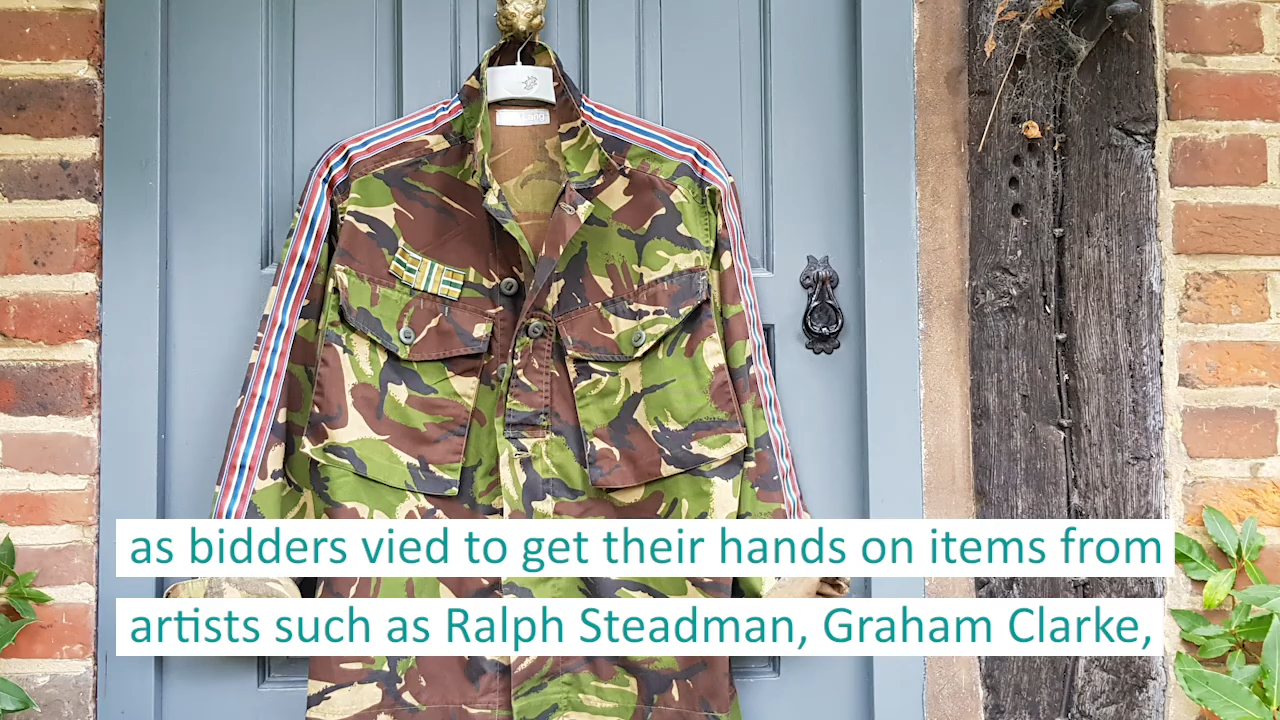 as bidders vied to get their hands on items from
artists such as Ralph Steadman, Graham Clarke,